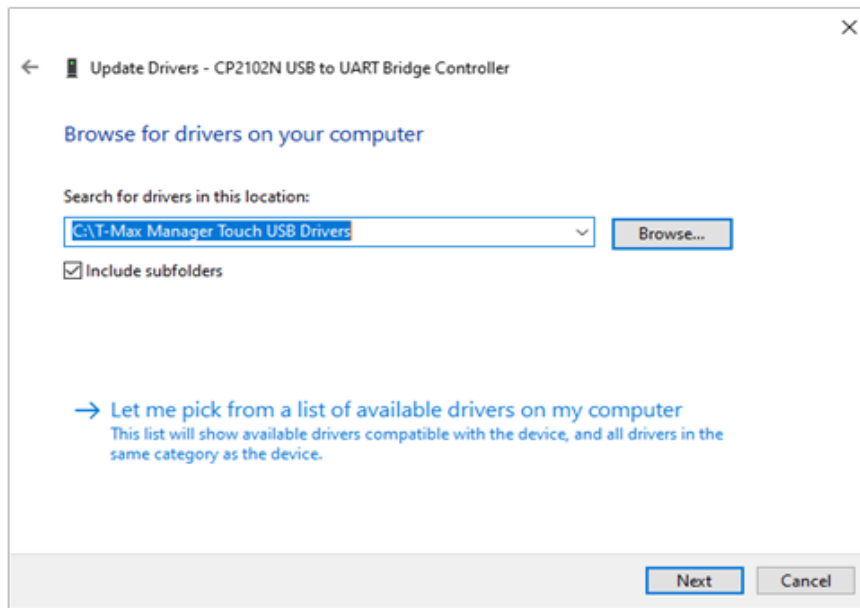 Update Drivers - CP2102N USB to UART Bridge Controller
Browse for drivers on your computer
Search for drivers in this location:
C:\T-Max Manager Touch USB Drivers
Browse...
Include subfolders
Let me pick from a list of available drivers on my computer
This list will show available drivers compatible with the device, and all drivers in the
same category as the device.
Next
Cancel